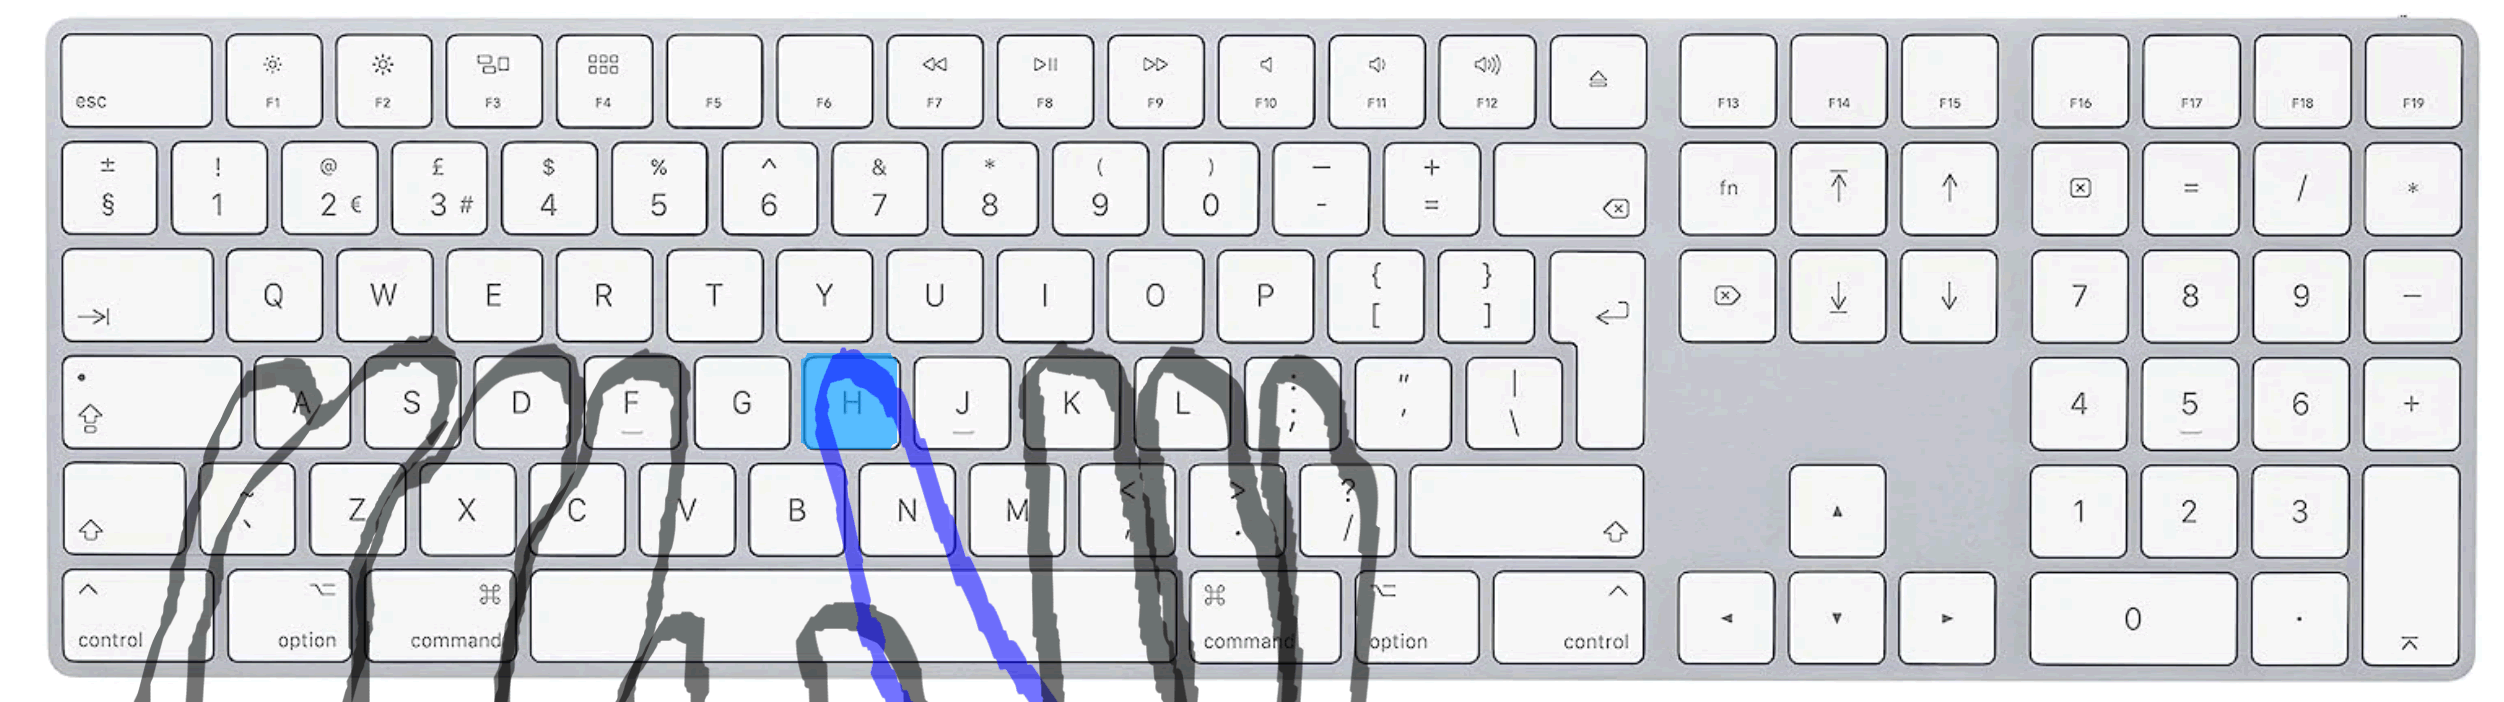 esc F1 F2 F3 F4 F5 F6 F7 F8 F9 F10 F11 F12 F13 F14 F15 F16 F17 F18 F19
± ! @ £ $ % ^ & * ( ) — +
§ 1 2 € 3 # 4 5 6 7 8 9 0 - = fn = / *
Q W E R T Y U I O P { [ } ] 7 8 9 —
A S D F G H J K L : ; " ' | \ 4 5 6 +
~ ` Z X C V B N M < , > . ? / 1 2 3
control option command command option control 0 .